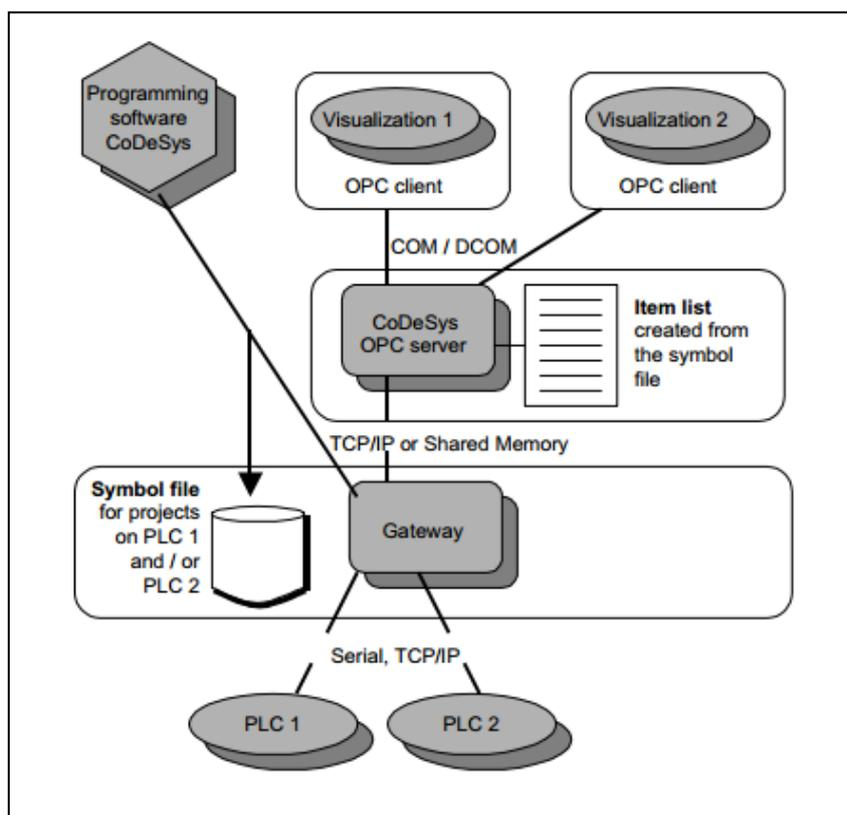 Programming
software
CoDeSys
Visualization 1
OPC client
Visualization 2
OPC client
COM / DCOM
CoDeSys
OPC server
Item list
created from
the symbol
file
TCP/IP or Shared Memory
Symbol file
for projects
on PLC 1
and / or
PLC 2
Gateway
Serial, TCP/IP
PLC 1
PLC 2